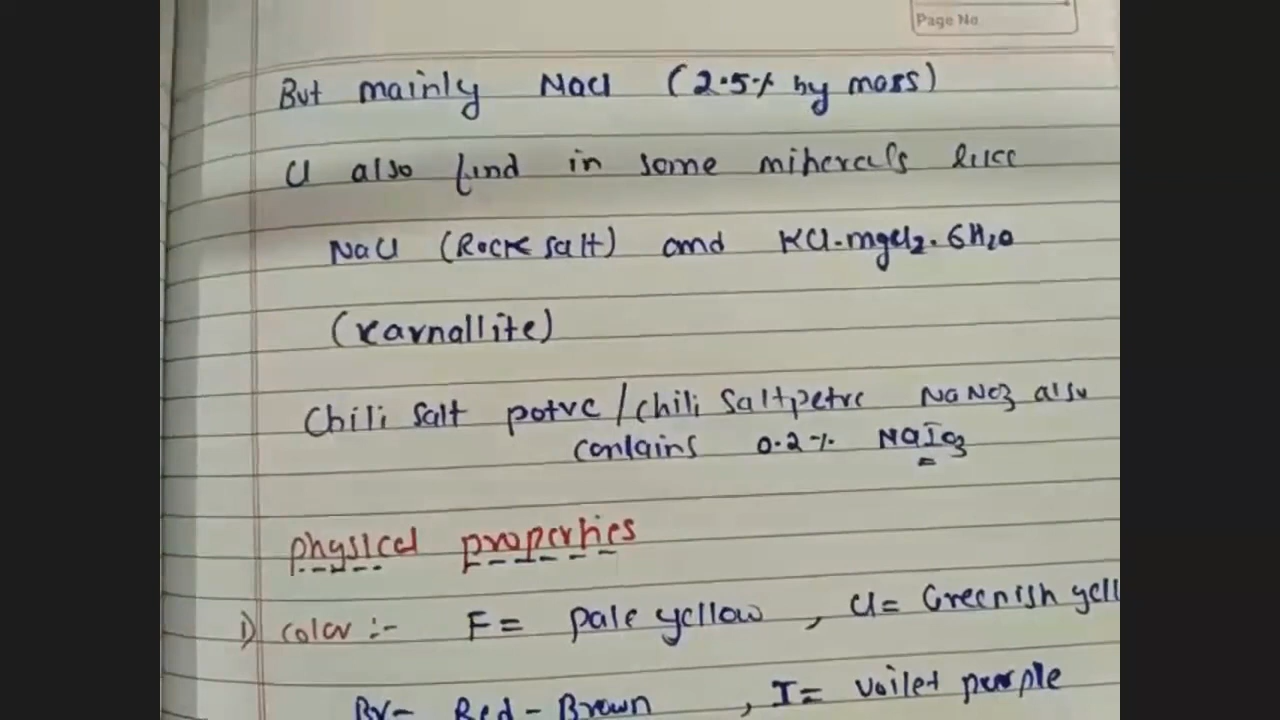 Page No
But mainly NaCl (2.5% by mass)
Cl also find in some minerals like
NaCl (Rock salt) and KCl.mgcl₂.6H₂O
(Karnallite)
Chili salt potre/chili saltpetre NaNO₃ also
contains 0.2% NaIO₃
physical properties
1) color :- F = pale yellow , Cl = Greenish yell
Br- Red - Brown , I = Voilet purple